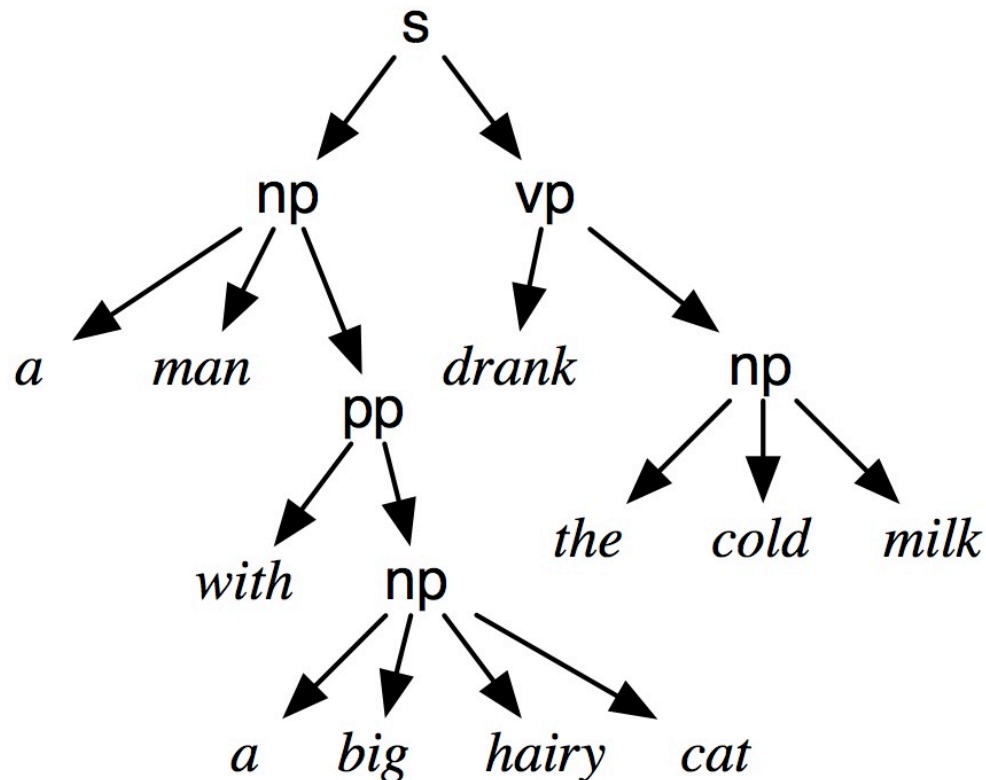 s
np vp
a man drank np
pp
the cold milk
with np
a big hairy cat